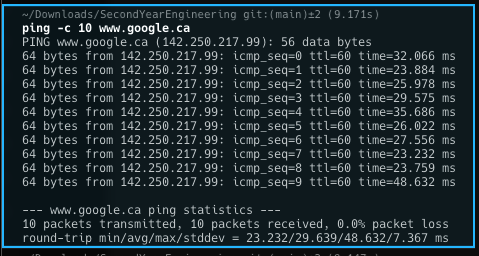 ~/Downloads/SecondYearEngineering git:(main)±2 (9.171s)
ping -c 10 www.google.ca
PING www.google.ca (142.250.217.99): 56 data bytes
64 bytes from 142.250.217.99: icmp_seq=0 ttl=60 time=32.066 ms
64 bytes from 142.250.217.99: icmp_seq=1 ttl=60 time=23.884 ms
64 bytes from 142.250.217.99: icmp_seq=2 ttl=60 time=25.978 ms
64 bytes from 142.250.217.99: icmp_seq=3 ttl=60 time=29.575 ms
64 bytes from 142.250.217.99: icmp_seq=4 ttl=60 time=35.686 ms
64 bytes from 142.250.217.99: icmp_seq=5 ttl=60 time=26.022 ms
64 bytes from 142.250.217.99: icmp_seq=6 ttl=60 time=27.556 ms
64 bytes from 142.250.217.99: icmp_seq=7 ttl=60 time=23.232 ms
64 bytes from 142.250.217.99: icmp_seq=8 ttl=60 time=23.759 ms
64 bytes from 142.250.217.99: icmp_seq=9 ttl=60 time=48.632 ms
--- www.google.ca ping statistics ---
10 packets transmitted, 10 packets received, 0.0% packet loss
round-trip min/avg/max/stddev = 23.232/29.639/48.632/7.367 ms